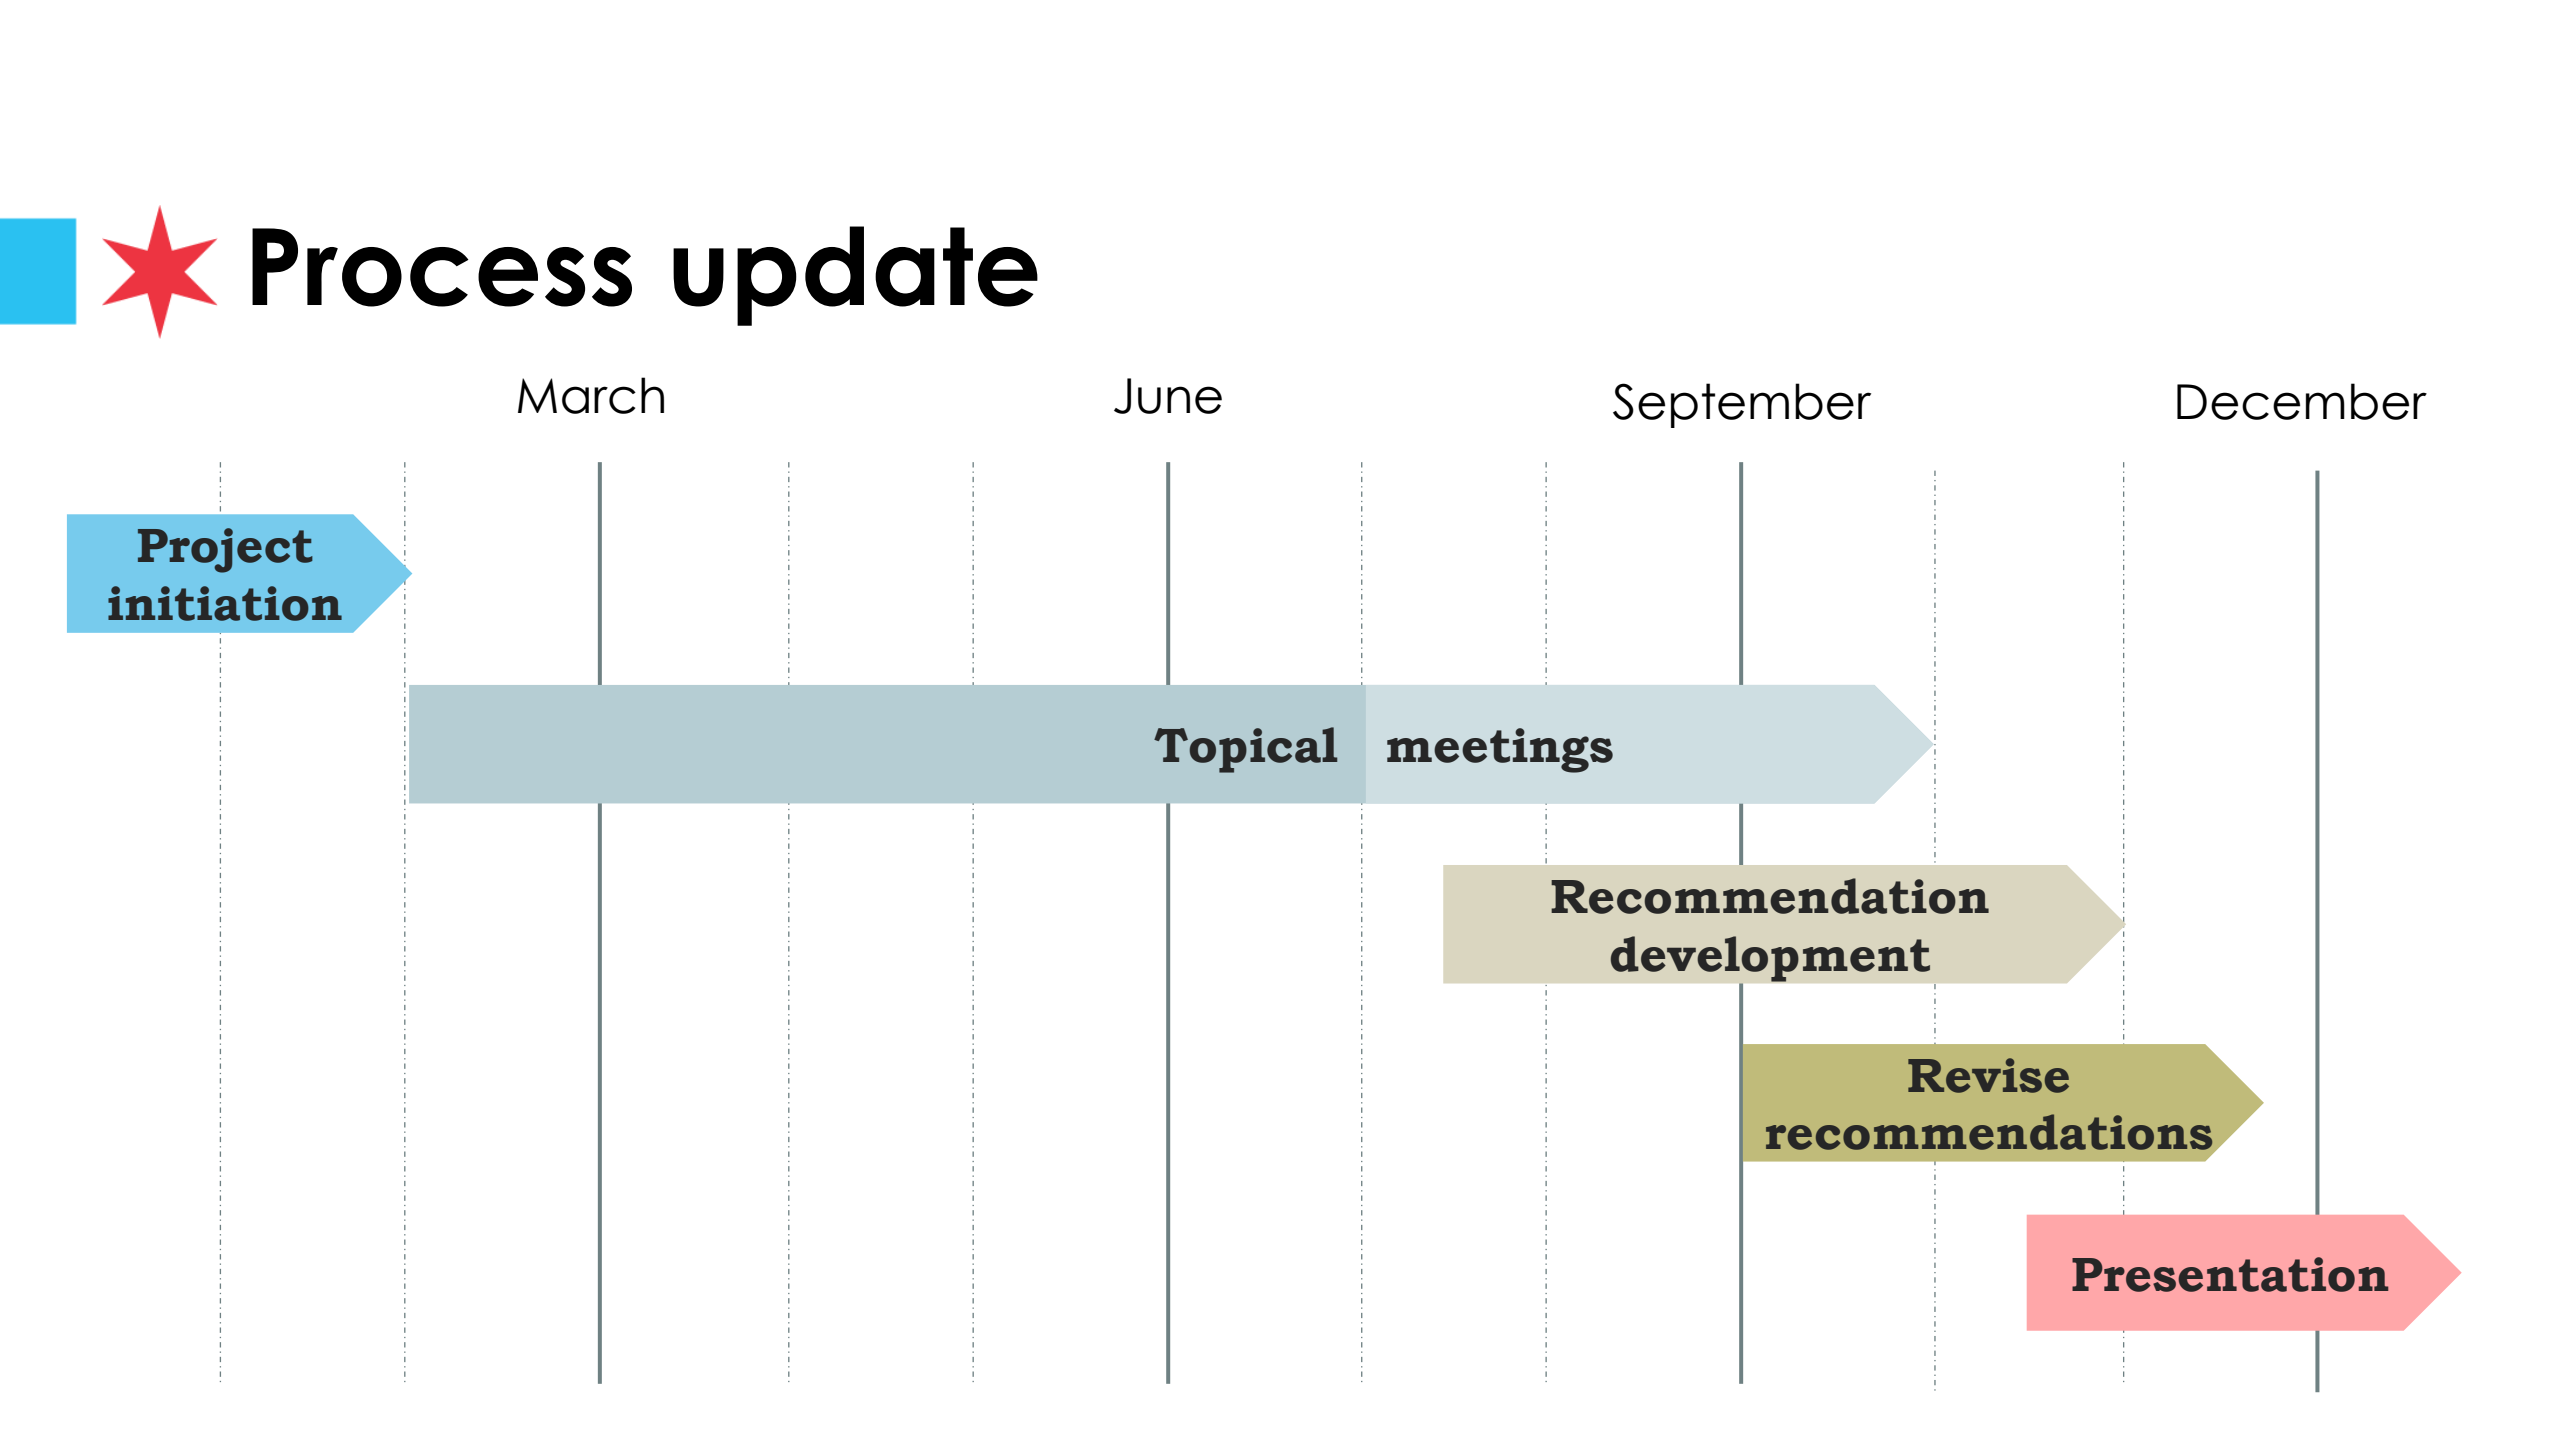 Process update
March
June
September
December
Project
initiation
Topical meetings
Recommendation
development
Revise
recommendations
Presentation